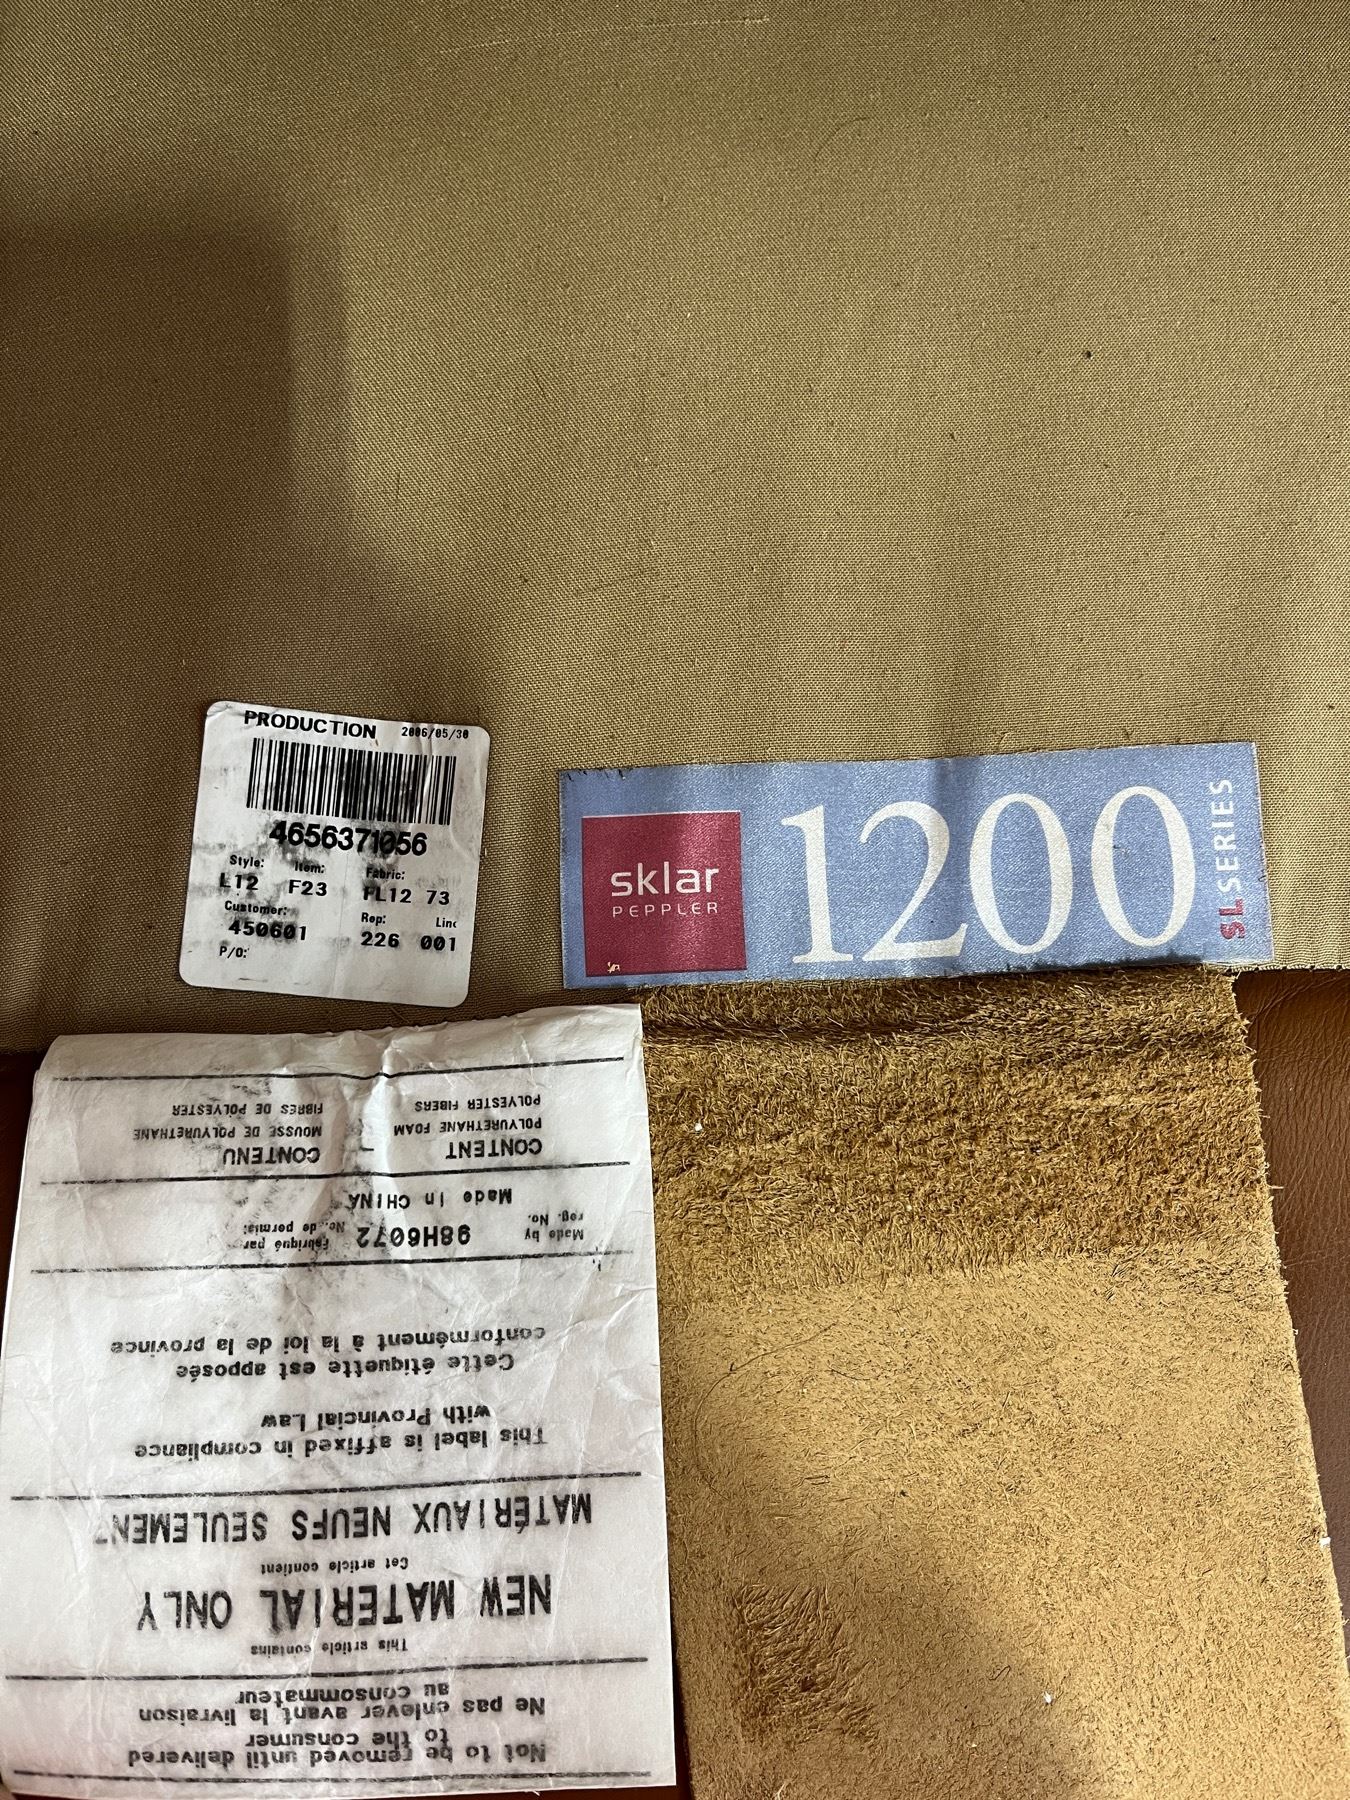 PRODUCTION 2006/05/30
4656371056
Style: Item: Fabric:
L12 F23 FL12 73
Customer: Rep: Line
450601 226 001
P/O:
sklar
PEPPLER
1200
SLSERIES
Not to be removed until delivered
to the consumer
Ne pas enlever avant la livraison
au consommateur
This article contains
NEW MATERIAL ONLY
Cet article contient
MATÉRIAUX NEUFS SEULEMENT
This label is affixed in compliance
with Provincial Law
Cette étiquette est apposée
conformément à la loi de la province
Made by Fabriqué par
reg. No. 98H6072 No. de permis:
Made in CHINA
CONTENT - CONTENU
POLYURETHANE FOAM MOUSSE DE POLYURETHANE
POLYESTER FIBERS FIBRES DE POLYESTER